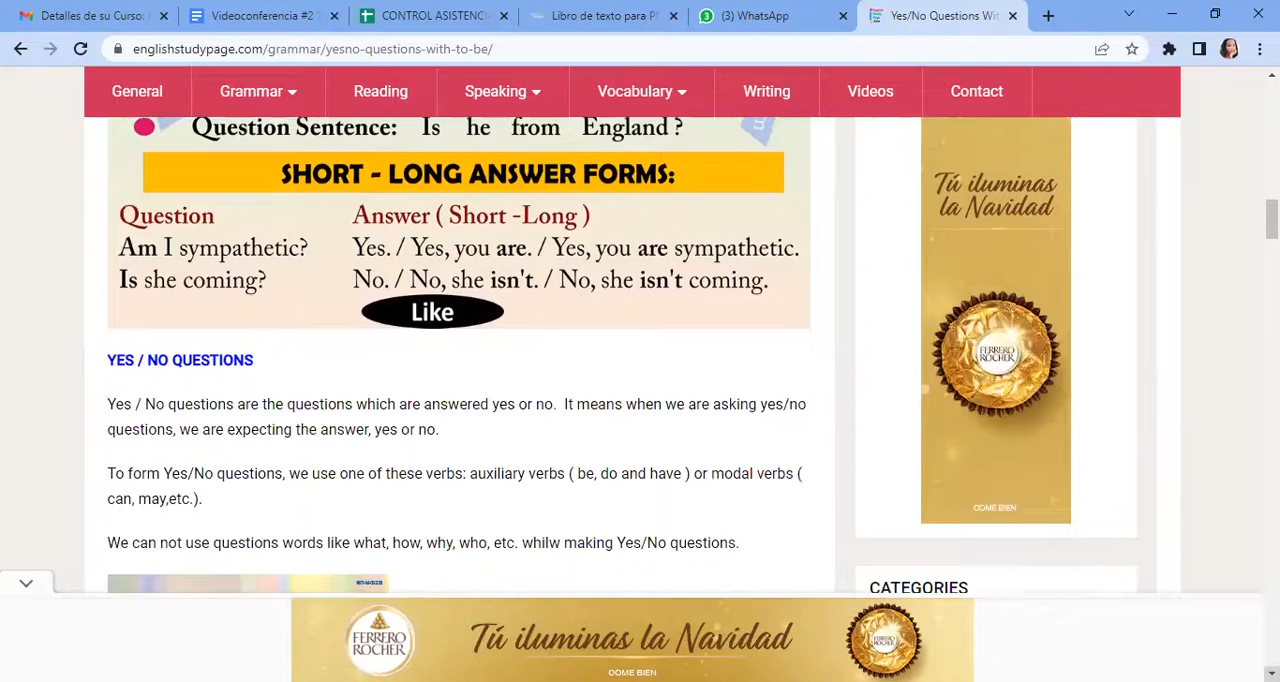 Detalles de su Curso:
Videoconferencia #2
CONTROL ASISTENC
Libro de texto para P
3
(3) WhatsApp
Yes/No Questions Wit
englishstudypage.com/grammar/yesno-questions-with-to-be/
General
Grammar
Reading
Speaking
Vocabulary
Writing
Videos
Contact
Question Sentence: Is he from England ?
SHORT - LONG ANSWER FORMS:
Question Answer ( Short -Long )
Am I sympathetic? Yes. / Yes, you are. / Yes, you are sympathetic.
Is she coming? No. / No, she isn't. / No, she isn't coming.
Like
YES / NO QUESTIONS
Yes / No questions are the questions which are answered yes or no. It means when we are asking yes/no
questions, we are expecting the answer, yes or no.
To form Yes/No questions, we use one of these verbs: auxiliary verbs ( be, do and have ) or modal verbs (
can, may,etc.).
We can not use questions words like what, how, why, who, etc. whilw making Yes/No questions.
Tú iluminas
la Navidad
FERRERO
ROCHER
COME BIEN
CATEGORIES
FERRERO
ROCHER
Tú iluminas la Navidad
COME BIEN
FERRERO
ROCHER